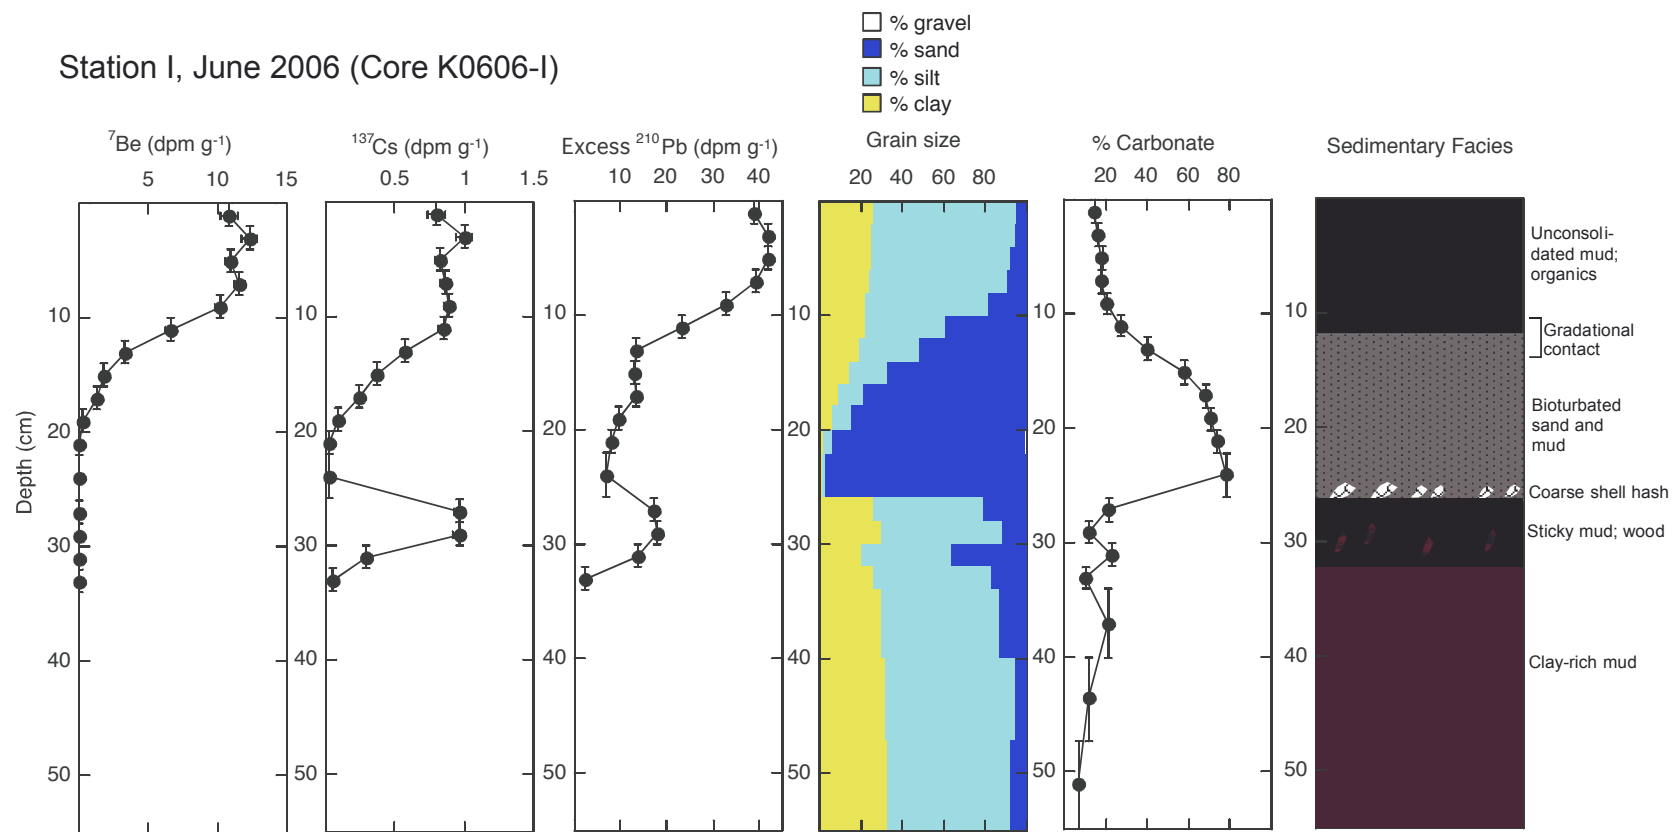 % gravel
% sand
% silt
% clay
Station I, June 2006 (Core K0606-I)
⁷Be (dpm g⁻¹)
¹³⁷Cs (dpm g⁻¹)
Excess ²¹⁰Pb (dpm g⁻¹)
Grain size
% Carbonate
Sedimentary Facies
5 10 15
0.5 1 1.5
10 20 30 40
20 40 60 80
20 40 60 80
Depth (cm)
10
20
30
40
50
10
20
30
40
50
10
20
30
40
50
10
20
30
40
50
10
20
30
40
50
10
20
30
40
50
Unconsoli-
dated mud;
organics
Gradational
contact
Bioturbated
sand and
mud
Coarse shell hash
Sticky mud; wood
Clay-rich mud